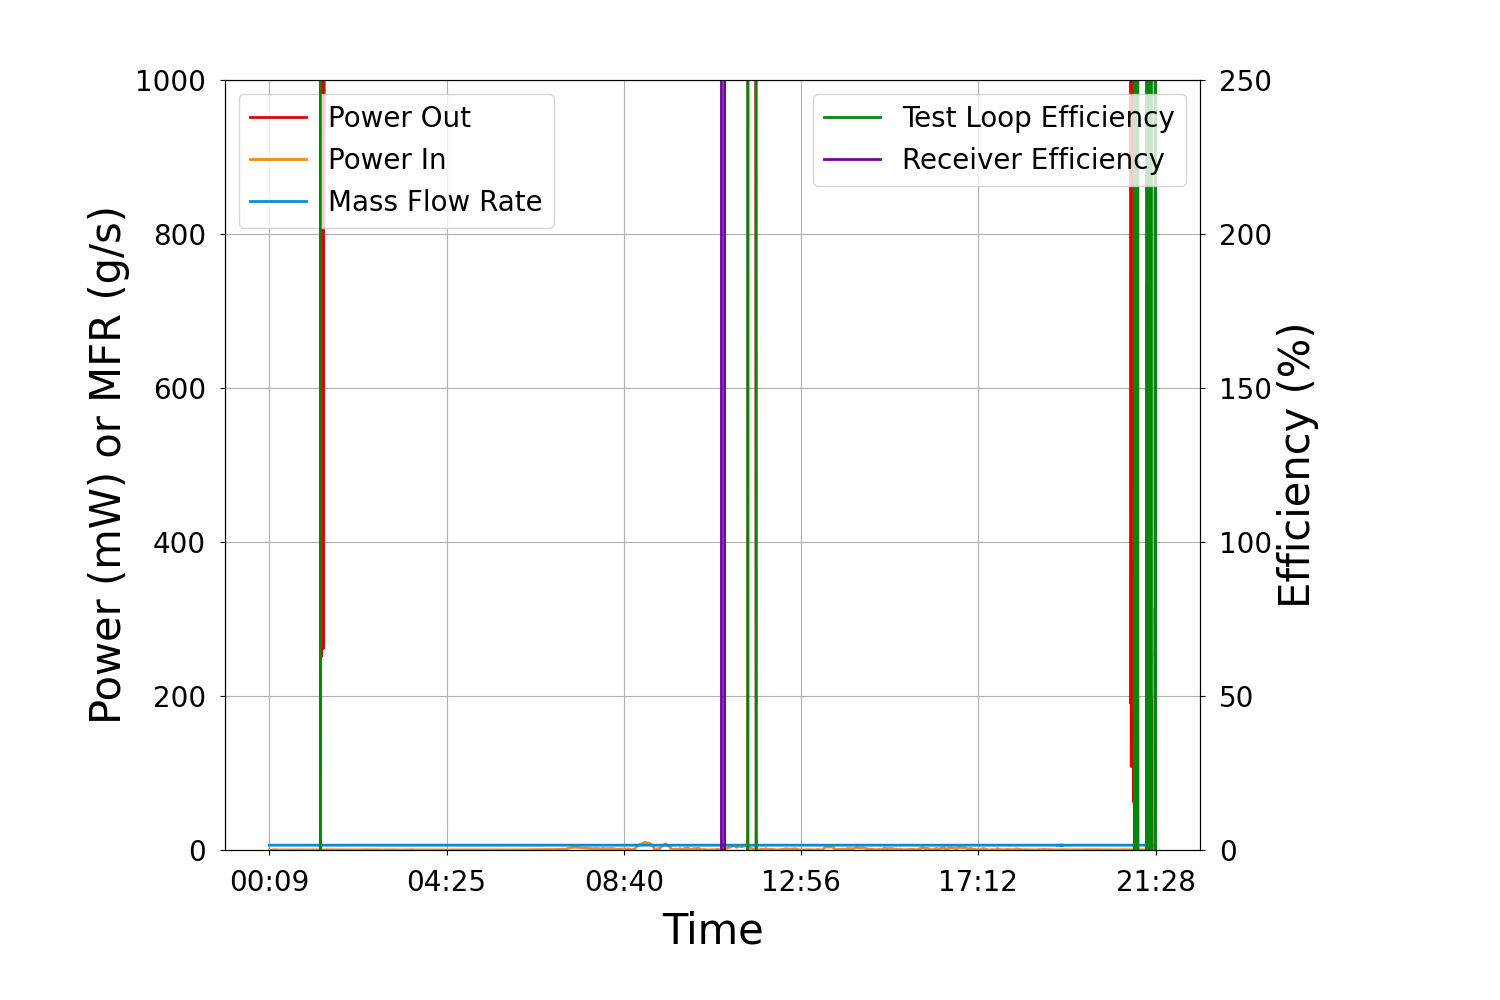 Power (mW) or MFR (g/s)
1000
800
600
400
200
0
Power Out
Power In
Mass Flow Rate
Test Loop Efficiency
Receiver Efficiency
250
200
150
100
50
0
Efficiency (%)
00:09 04:25 08:40 12:56 17:12 21:28
Time